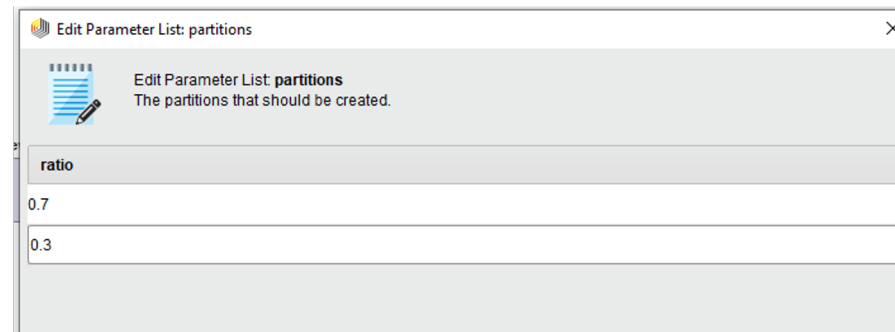 Edit Parameter List: partitions
Edit Parameter List: partitions
The partitions that should be created.
ratio
0.7
0.3